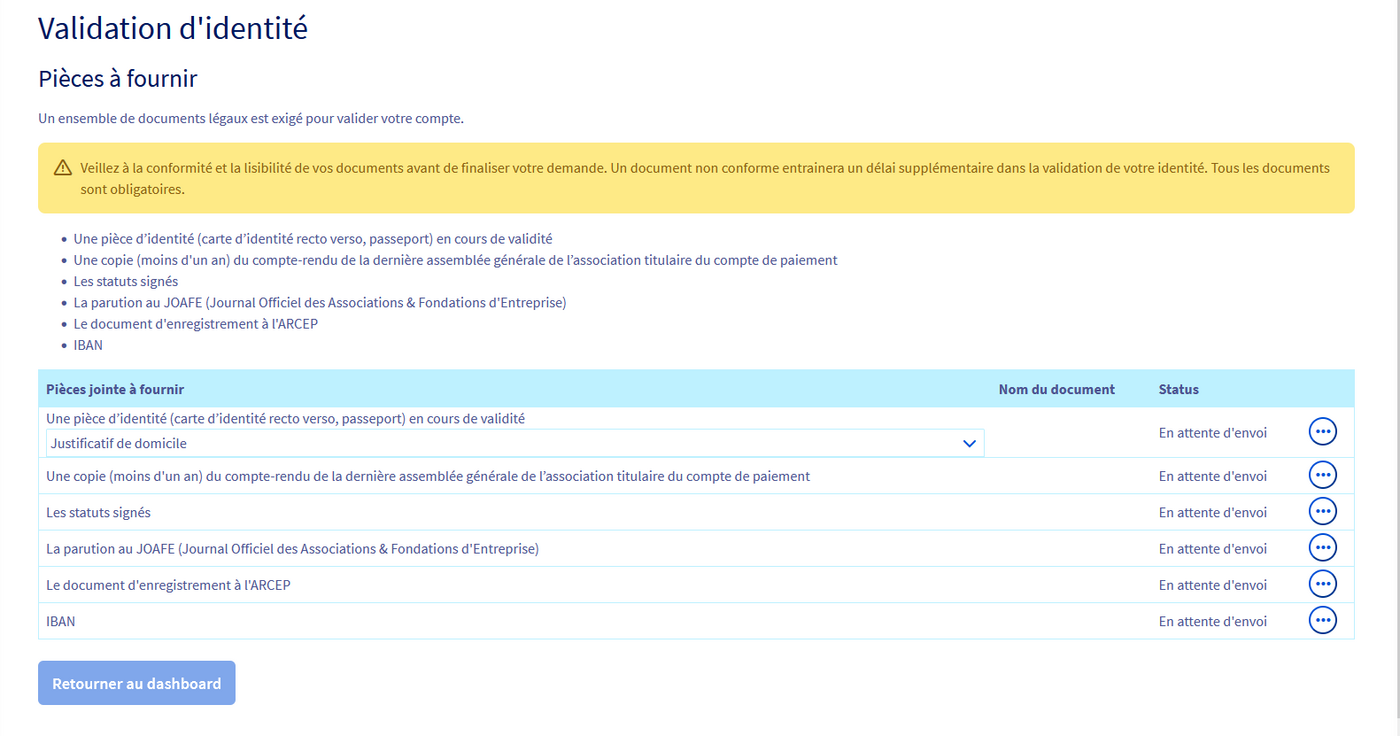 Validation d'identité
Pièces à fournir
Un ensemble de documents légaux est exigé pour valider votre compte.
Veillez à la conformité et la lisibilité de vos documents avant de finaliser votre demande. Un document non conforme entrainera un délai supplémentaire dans la validation de votre identité. Tous les documents
sont obligatoires.
• Une pièce d’identité (carte d’identité recto verso, passeport) en cours de validité
• Une copie (moins d'un an) du compte-rendu de la dernière assemblée générale de l’association titulaire du compte de paiement
• Les statuts signés
• La parution au JOAFE (Journal Officiel des Associations & Fondations d'Entreprise)
• Le document d'enregistrement à l'ARCEP
• IBAN
Pièces jointe à fournir Nom du document Status
Une pièce d’identité (carte d’identité recto verso, passeport) en cours de validité
Justificatif de domicile En attente d'envoi
Une copie (moins d'un an) du compte-rendu de la dernière assemblée générale de l’association titulaire du compte de paiement En attente d'envoi
Les statuts signés En attente d'envoi
La parution au JOAFE (Journal Officiel des Associations & Fondations d'Entreprise) En attente d'envoi
Le document d'enregistrement à l'ARCEP En attente d'envoi
IBAN En attente d'envoi
Retourner au dashboard